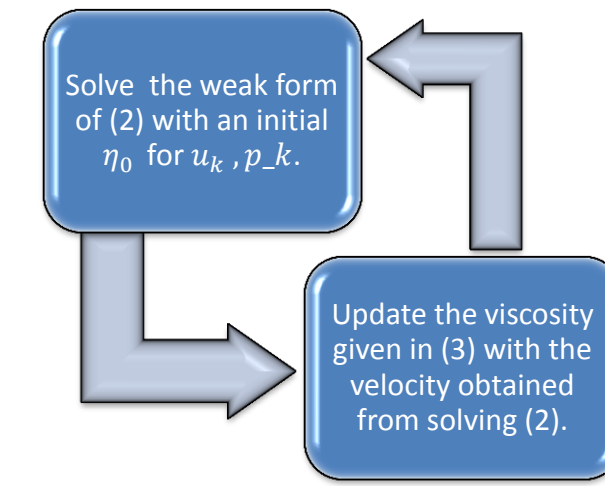 Solve the weak form
of (2) with an initial
η₀ for u_k , p_k.
Update the viscosity
given in (3) with the
velocity obtained
from solving (2).